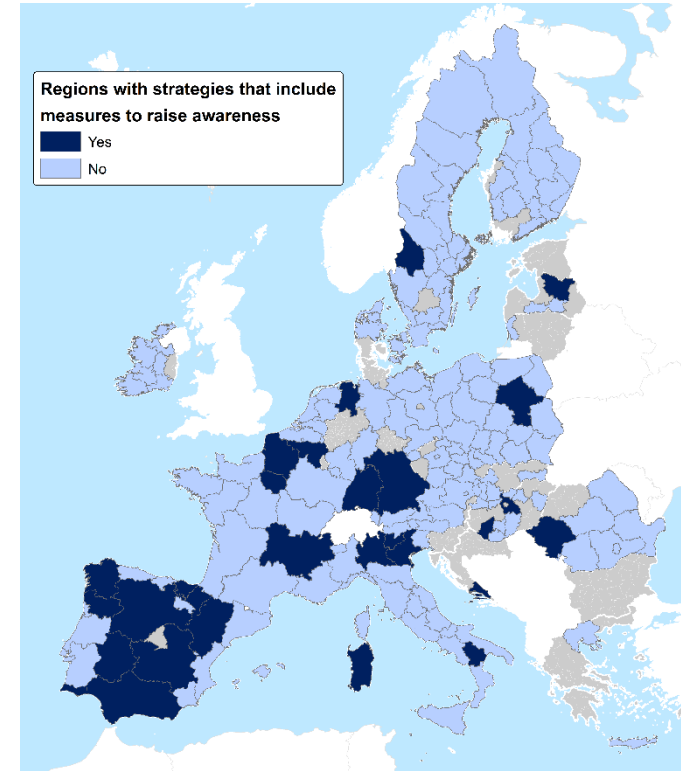 Regions with strategies that include
measures to raise awareness
Yes
No